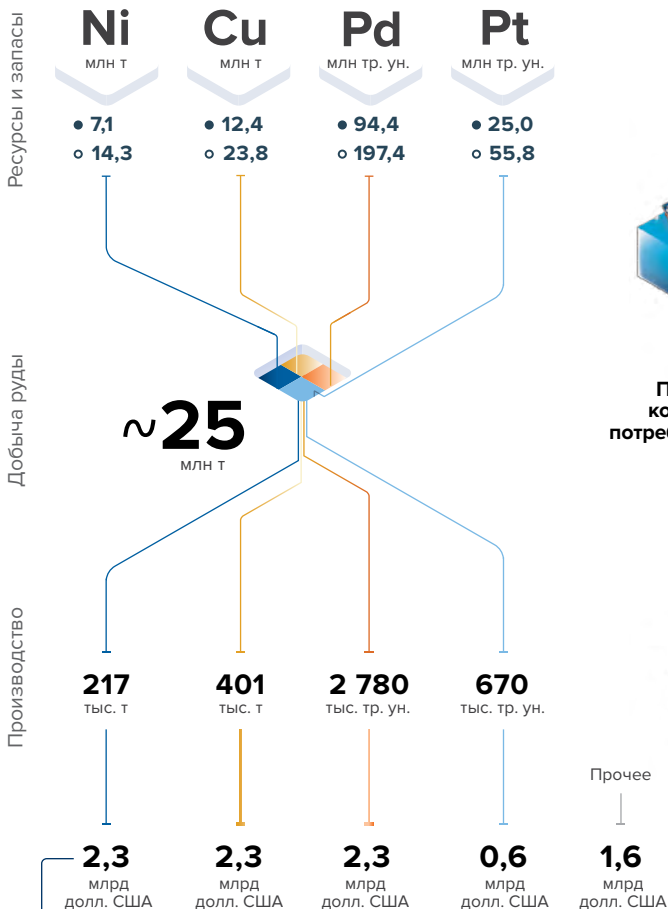 Ресурсы и запасы
Ni Cu Pd Pt
млн т млн т млн тр. ун. млн тр. ун.
● 7,1 ● 12,4 ● 94,4 ● 25,0
○ 14,3 ○ 23,8 ○ 197,4 ○ 55,8
Добыча руды
~25
млн т
П
ко
потреб
Производство
217 401 2 780 670
тыс. т тыс. т тыс. тр. ун. тыс. тр. ун.
Прочее
2,3 2,3 2,3 0,6 1,6
млрд млрд млрд млрд млрд
долл. США долл. США долл. США долл. США долл. США